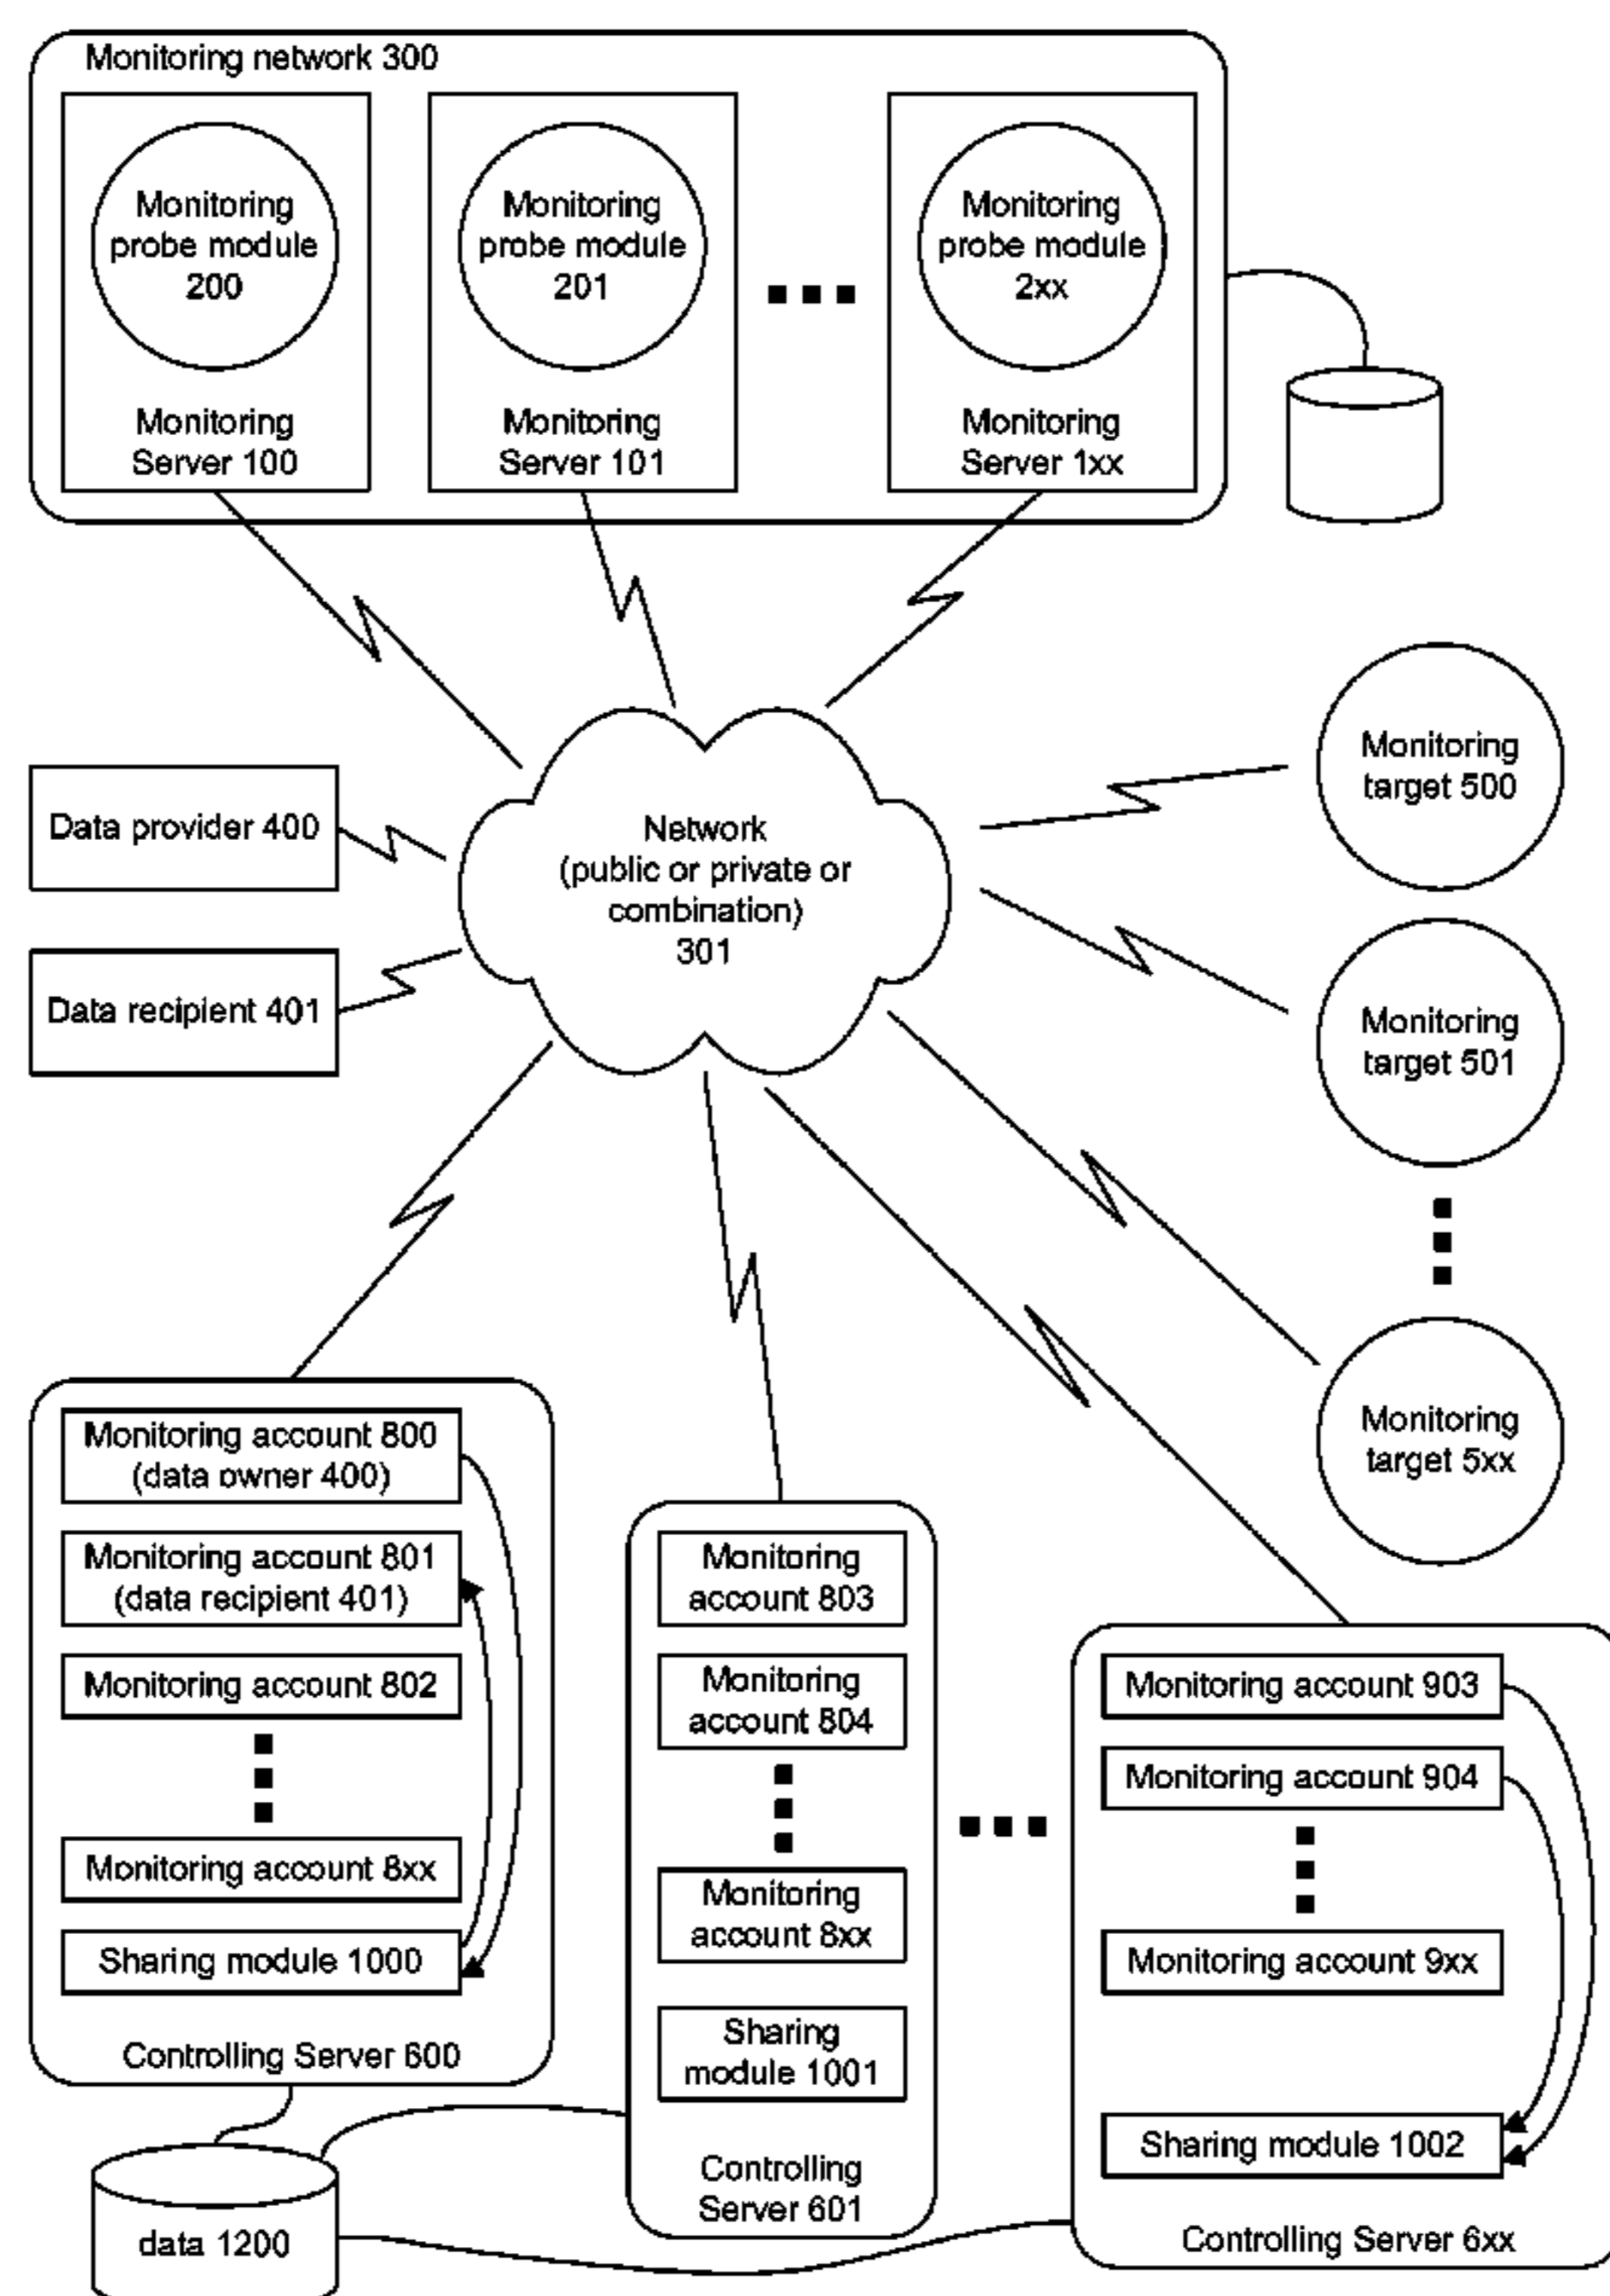 Monitoring network 300
Monitoring
probe module
200
Monitoring
Server 100
Monitoring
probe module
201
Monitoring
Server 101
Monitoring
probe module
2xx
Monitoring
Server 1xx
Data provider 400
Data recipient 401
Network
(public or private or
combination)
301
Monitoring
target 500
Monitoring
target 501
Monitoring
target 5xx
Monitoring account 800
(data owner 400)
Monitoring account 801
(data recipient 401)
Monitoring account 802
Monitoring account 8xx
Sharing module 1000
Controlling Server 600
Monitoring
account 803
Monitoring
account 804
Monitoring
account 8xx
Sharing
module 1001
Controlling
Server 601
Monitoring account 903
Monitoring account 904
Monitoring account 9xx
Sharing module 1002
Controlling Server 6xx
data 1200